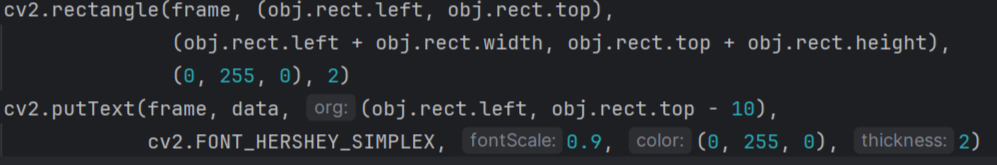 cv2.rectangle(frame, (obj.rect.left, obj.rect.top),
(obj.rect.left + obj.rect.width, obj.rect.top + obj.rect.height),
(0, 255, 0), 2)
cv2.putText(frame, data, org: (obj.rect.left, obj.rect.top - 10),
cv2.FONT_HERSHEY_SIMPLEX, fontScale: 0.9, color: (0, 255, 0), thickness: 2)